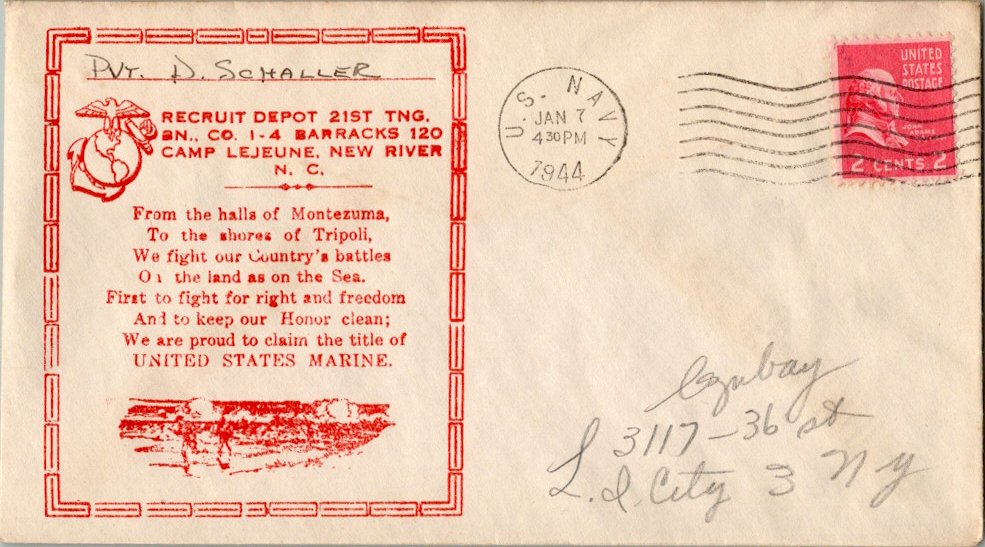 PVT. D. SCHALLER
RECRUIT DEPOT 21ST TNG.
BN., CO. 1-4 BARRACKS 120
CAMP LEJEUNE, NEW RIVER
N. C.
From the halls of Montezuma,
To the shores of Tripoli,
We fight our Country's battles
On the land as on the Sea.
First to fight for right and freedom
And to keep our Honor clean;
We are proud to claim the title of
UNITED STATES MARINE.
U. S. NAVY
JAN 7
4 30 PM
1944
UNITED
STATES
POSTAGE
JOHN
ADAMS
2 CENTS 2
3117-36 st
L. I. City 3 N y